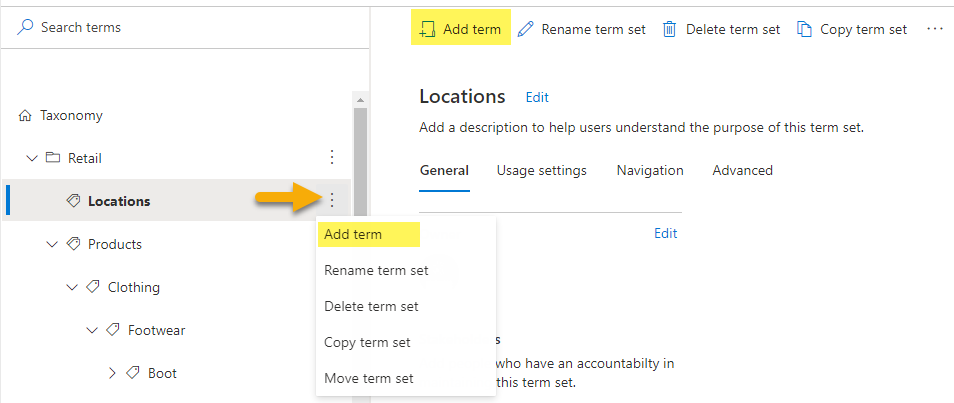 Search terms
Add term
Rename term set
Delete term set
Copy term set
...
Taxonomy
Retail
Locations
Products
Clothing
Footwear
Boot
Add term
Rename term set
Delete term set
Copy term set
Move term set
Locations Edit
Add a description to help users understand the purpose of this term set.
General Usage settings Navigation Advanced
Edit
who have an accountabilty in
this term set.